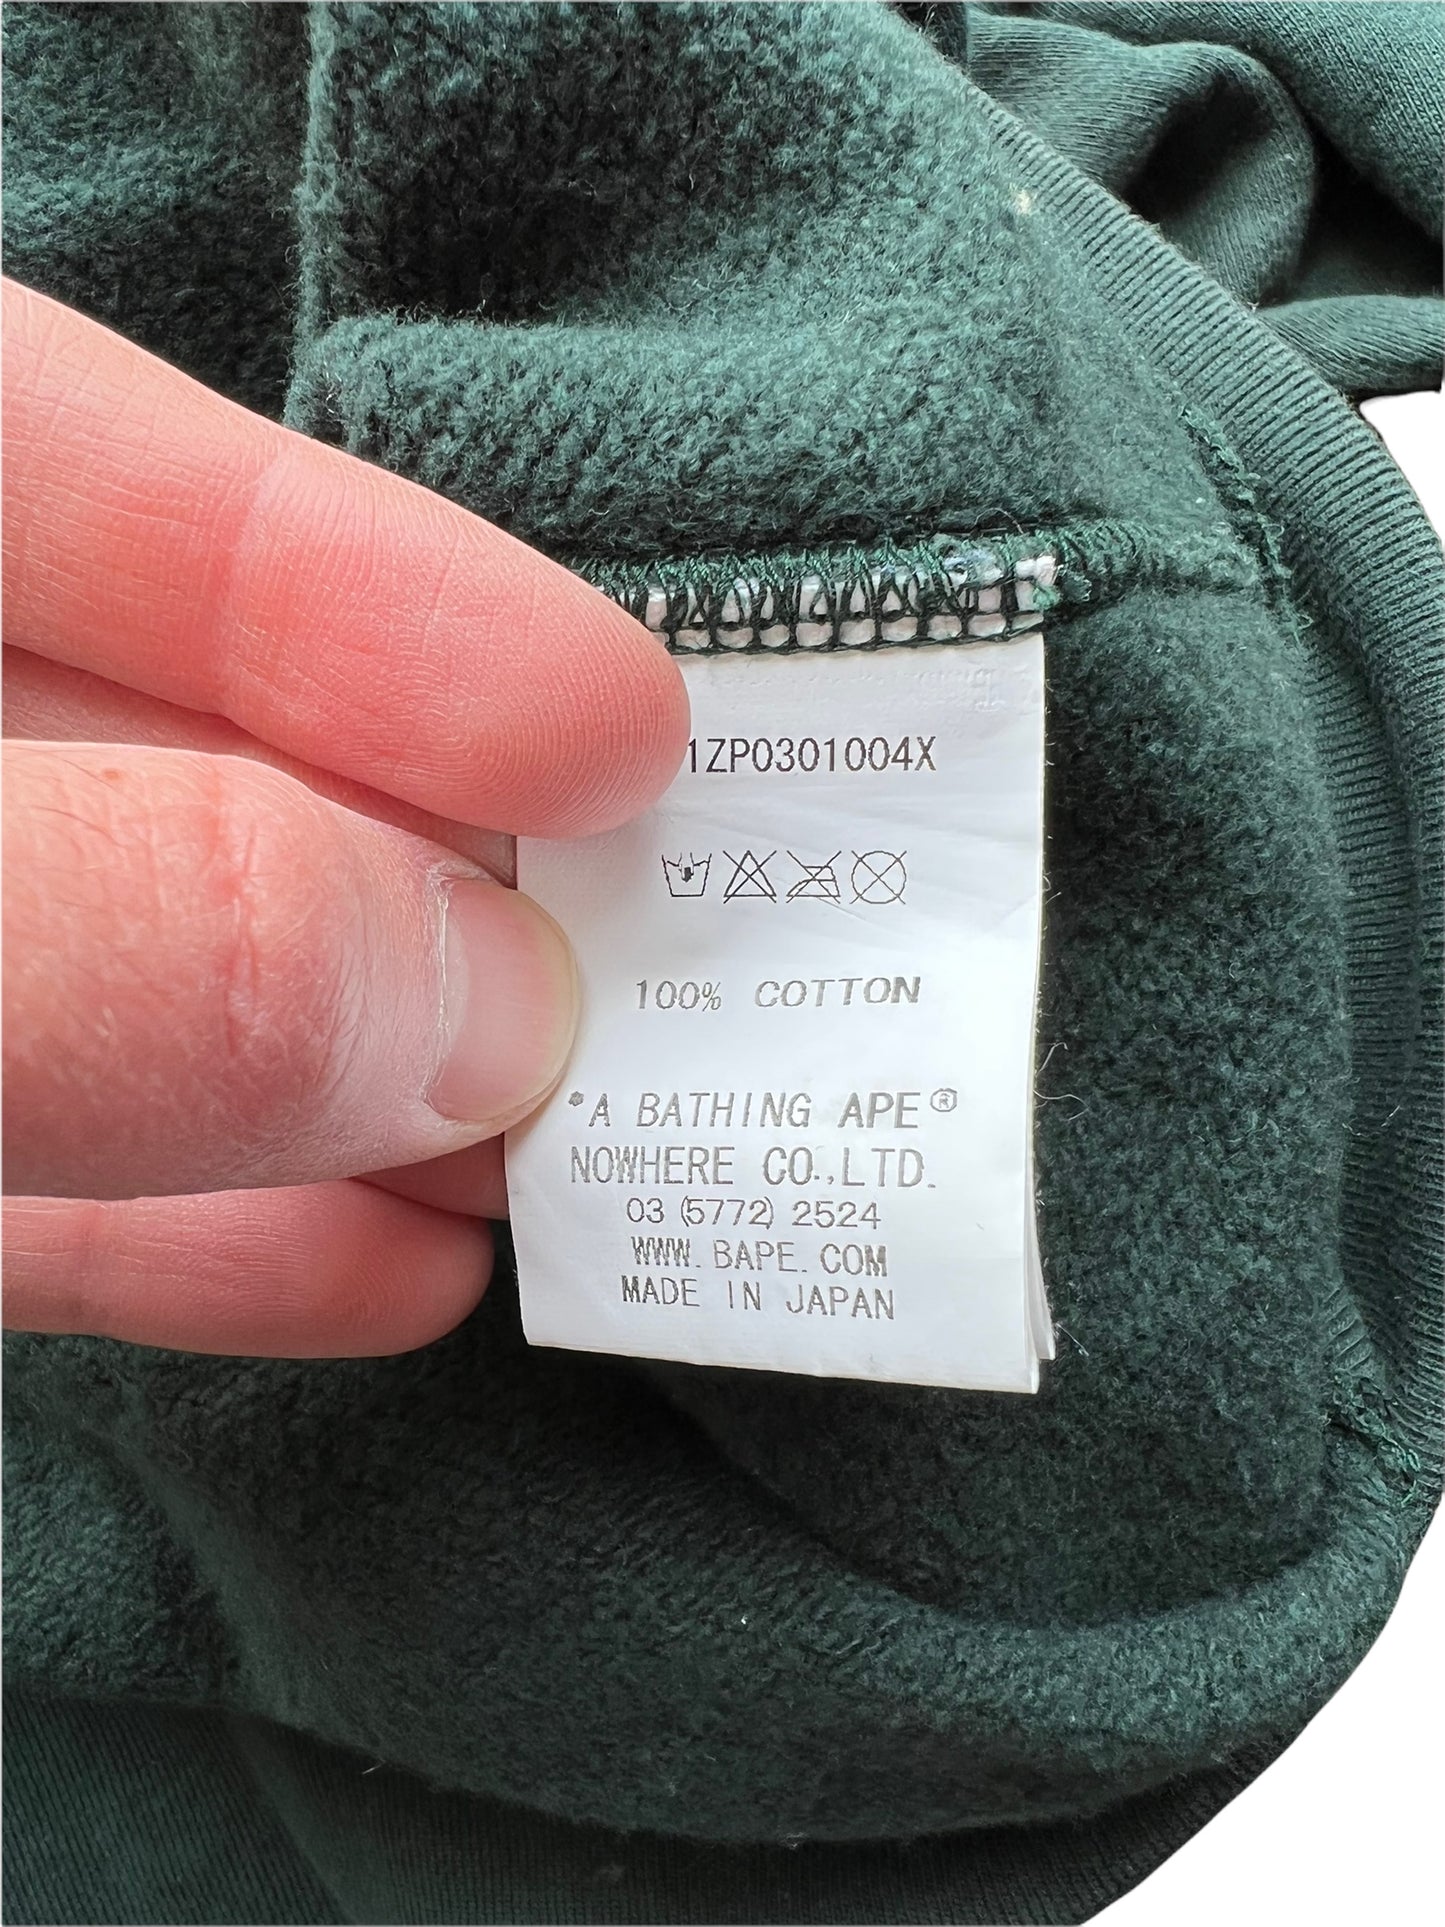 1ZP0301004X
100% COTTON
*A BATHING APE®
NOWHERE CO.,LTD.
03 (5772) 2524
WWW. BAPE. COM
MADE IN JAPAN